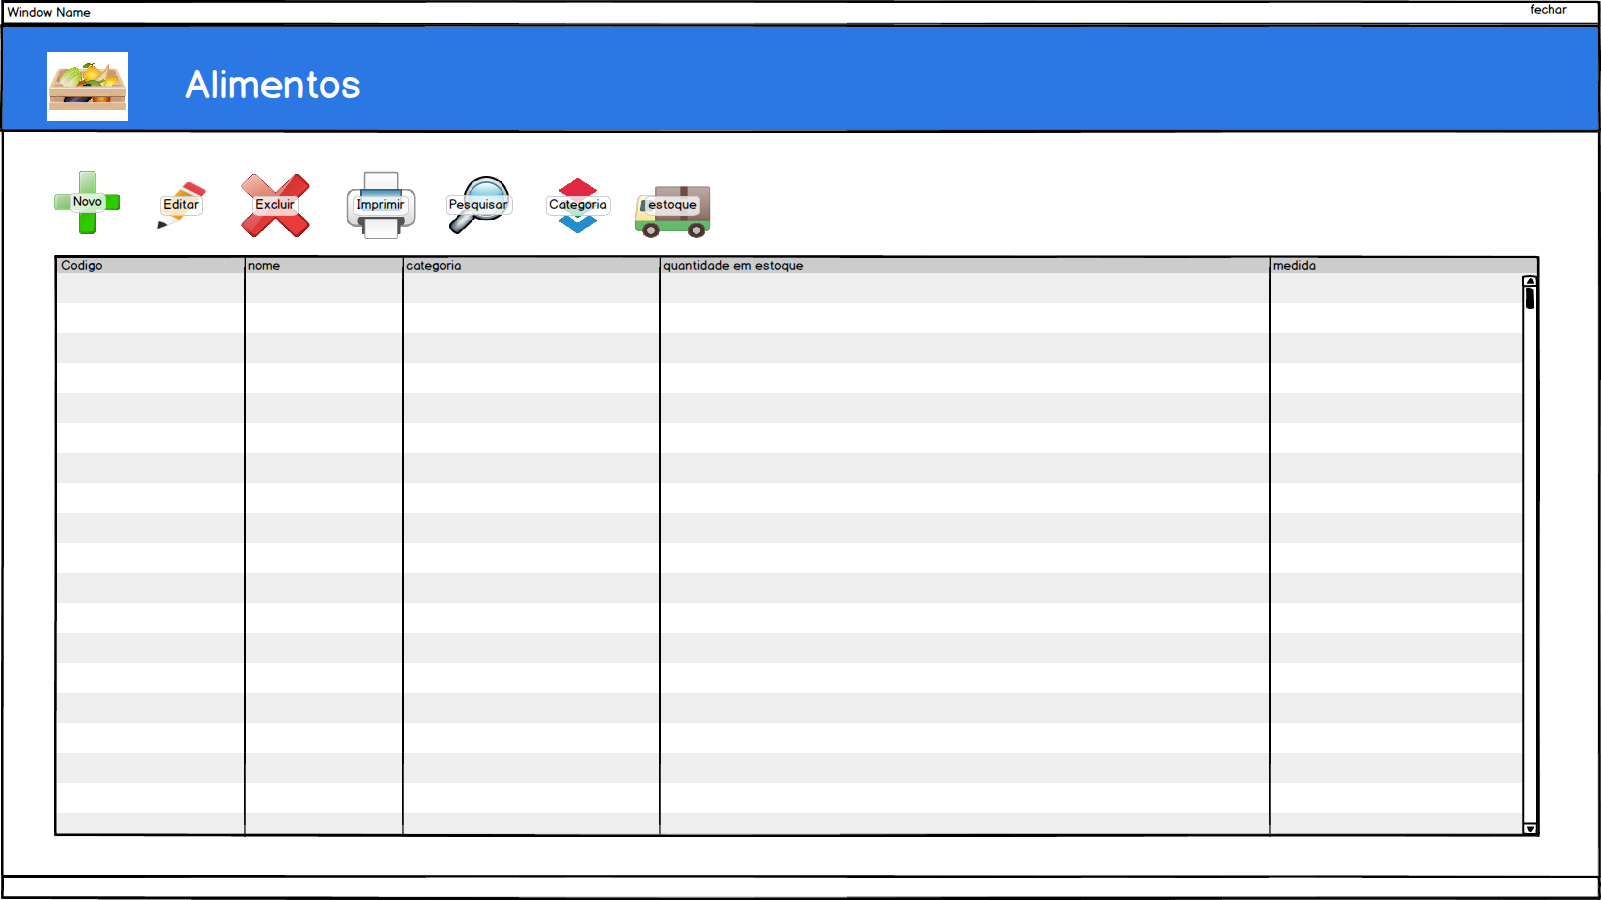 Window Name
fechar
Alimentos
Novo
Editar
Excluir
Imprimir
Pesquisar
Categoria
estoque
Codigo
nome
categoria
quantidade em estoque
medida